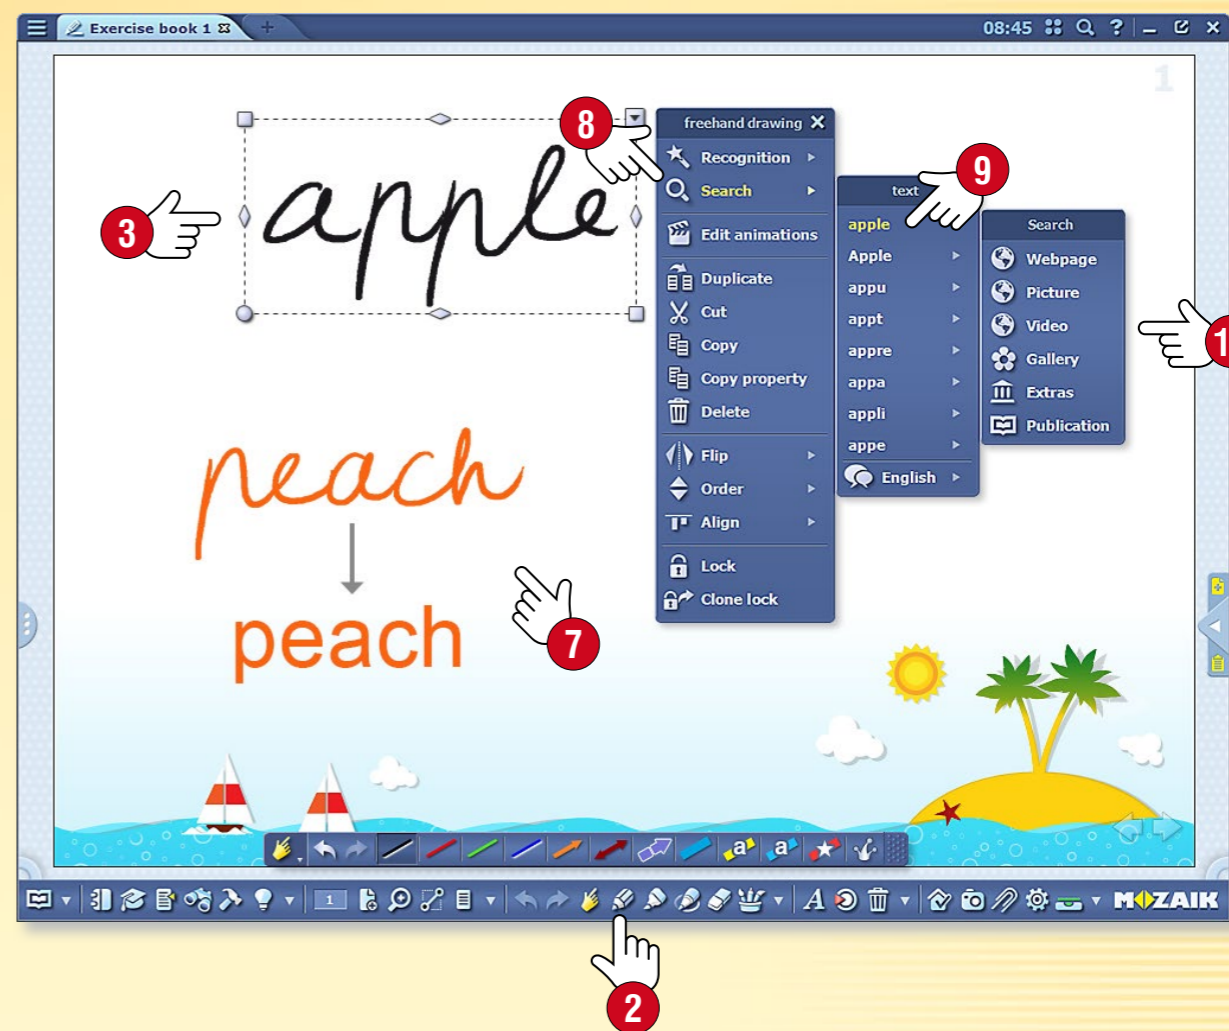 Exercise book 1
08:45
1
apple
peach
peach
freehand drawing
Recognition
Search
Edit animations
Duplicate
Cut
Copy
Copy property
Delete
Flip
Order
Align
Lock
Clone lock
text
apple
Apple
appu
appt
appre
appa
appli
appe
English
Search
Webpage
Picture
Video
Gallery
Extras
Publication
8
9
3
1
7
a
a
1
A
MOZAIK
2